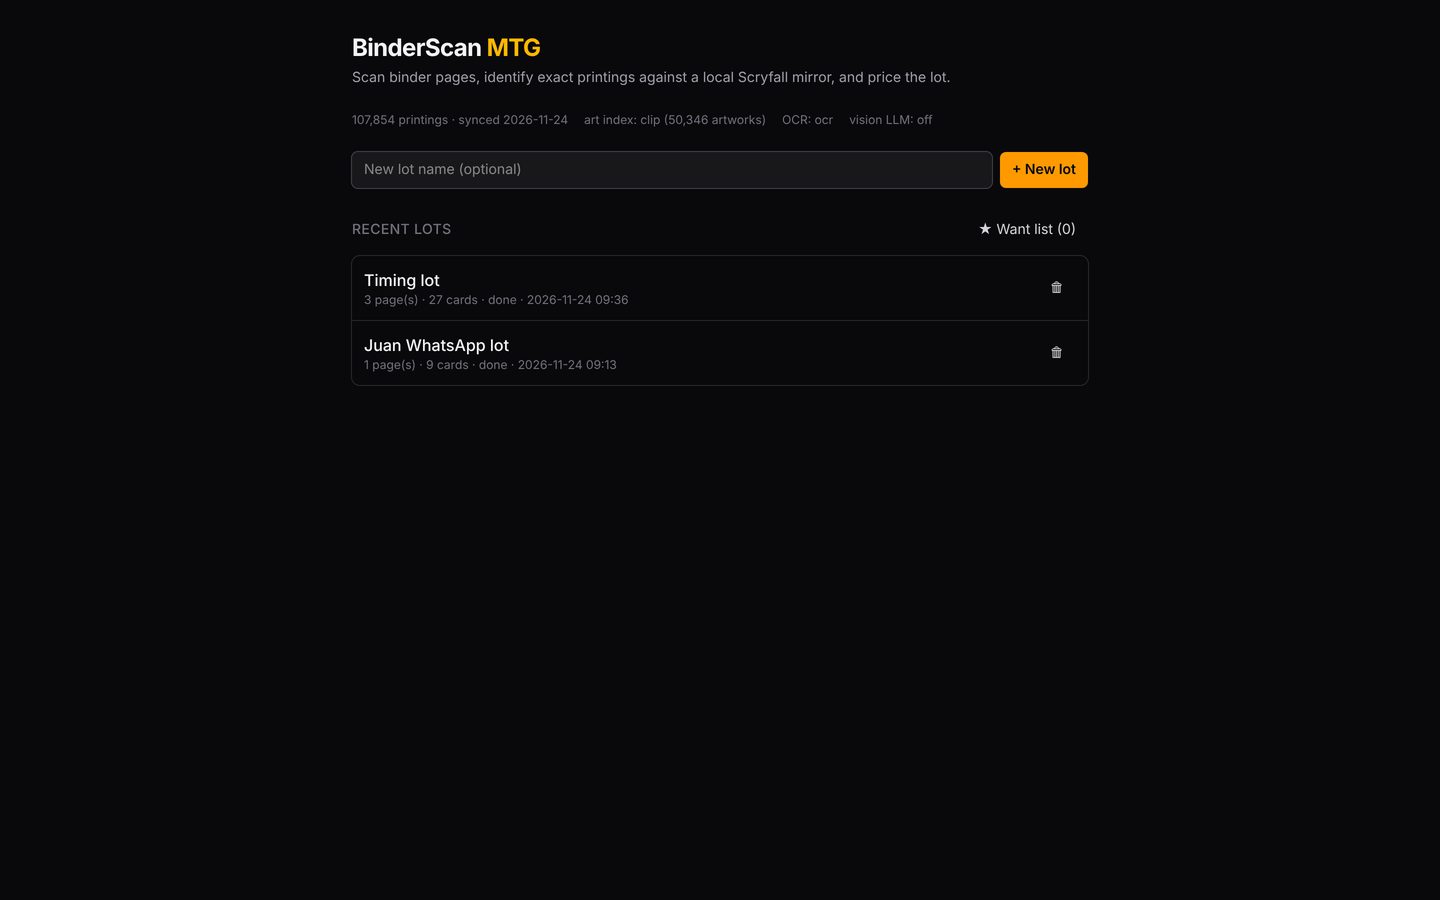 BinderScan MTG
Scan binder pages, identify exact printings against a local Scryfall mirror, and price the lot.
107,854 printings · synced 2026-11-24 art index: clip (50,346 artworks) OCR: ocr vision LLM: off
New lot name (optional) + New lot
RECENT LOTS ★ Want list (0)
Timing lot
3 page(s) · 27 cards · done · 2026-11-24 09:36
Juan WhatsApp lot
1 page(s) · 9 cards · done · 2026-11-24 09:13